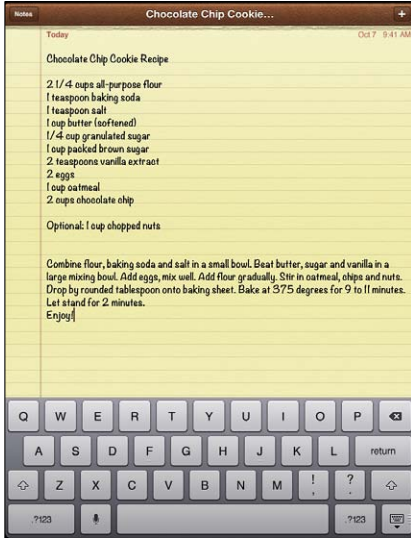 Notes
Chocolate Chip Cookie...
+
Today
Oct 7 9:41 AM
Chocolate Chip Cookie Recipe
2 1/4 cups all-purpose flour
1 teaspoon baking soda
1 teaspoon salt
1 cup butter (softened)
1/4 cup granulated sugar
1 cup packed brown sugar
2 teaspoons vanilla extract
2 eggs
1 cup oatmeal
2 cups chocolate chip
Optional: 1 cup chopped nuts
Combine flour, baking soda and salt in a small bowl. Beat butter, sugar and vanilla in a
large mixing bowl. Add eggs, mix well. Add flour gradually. Stir in oatmeal, chips and nuts.
Drop by rounded tablespoon onto baking sheet. Bake at 375 degrees for 9 to 11 minutes.
Let stand for 2 minutes.
Enjoy!
Q W E R T Y U I O P
A S D F G H J K L return
Z X C V B N M ! , ? .
.?123 .?123